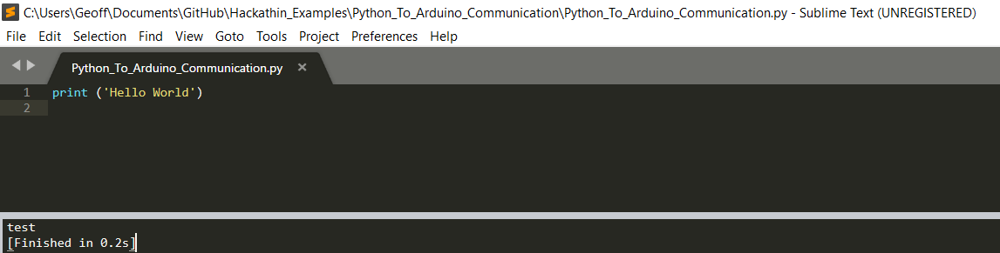 C:\Users\Geoff\Documents\GitHub\Hackathin_Examples\Python_To_Arduino_Communication\Python_To_Arduino_Communication.py - Sublime Text (UNREGISTERED)
File Edit Selection Find View Goto Tools Project Preferences Help
Python_To_Arduino_Communication.py ×
1 print ('Hello World')
2
test
[Finished in 0.2s]